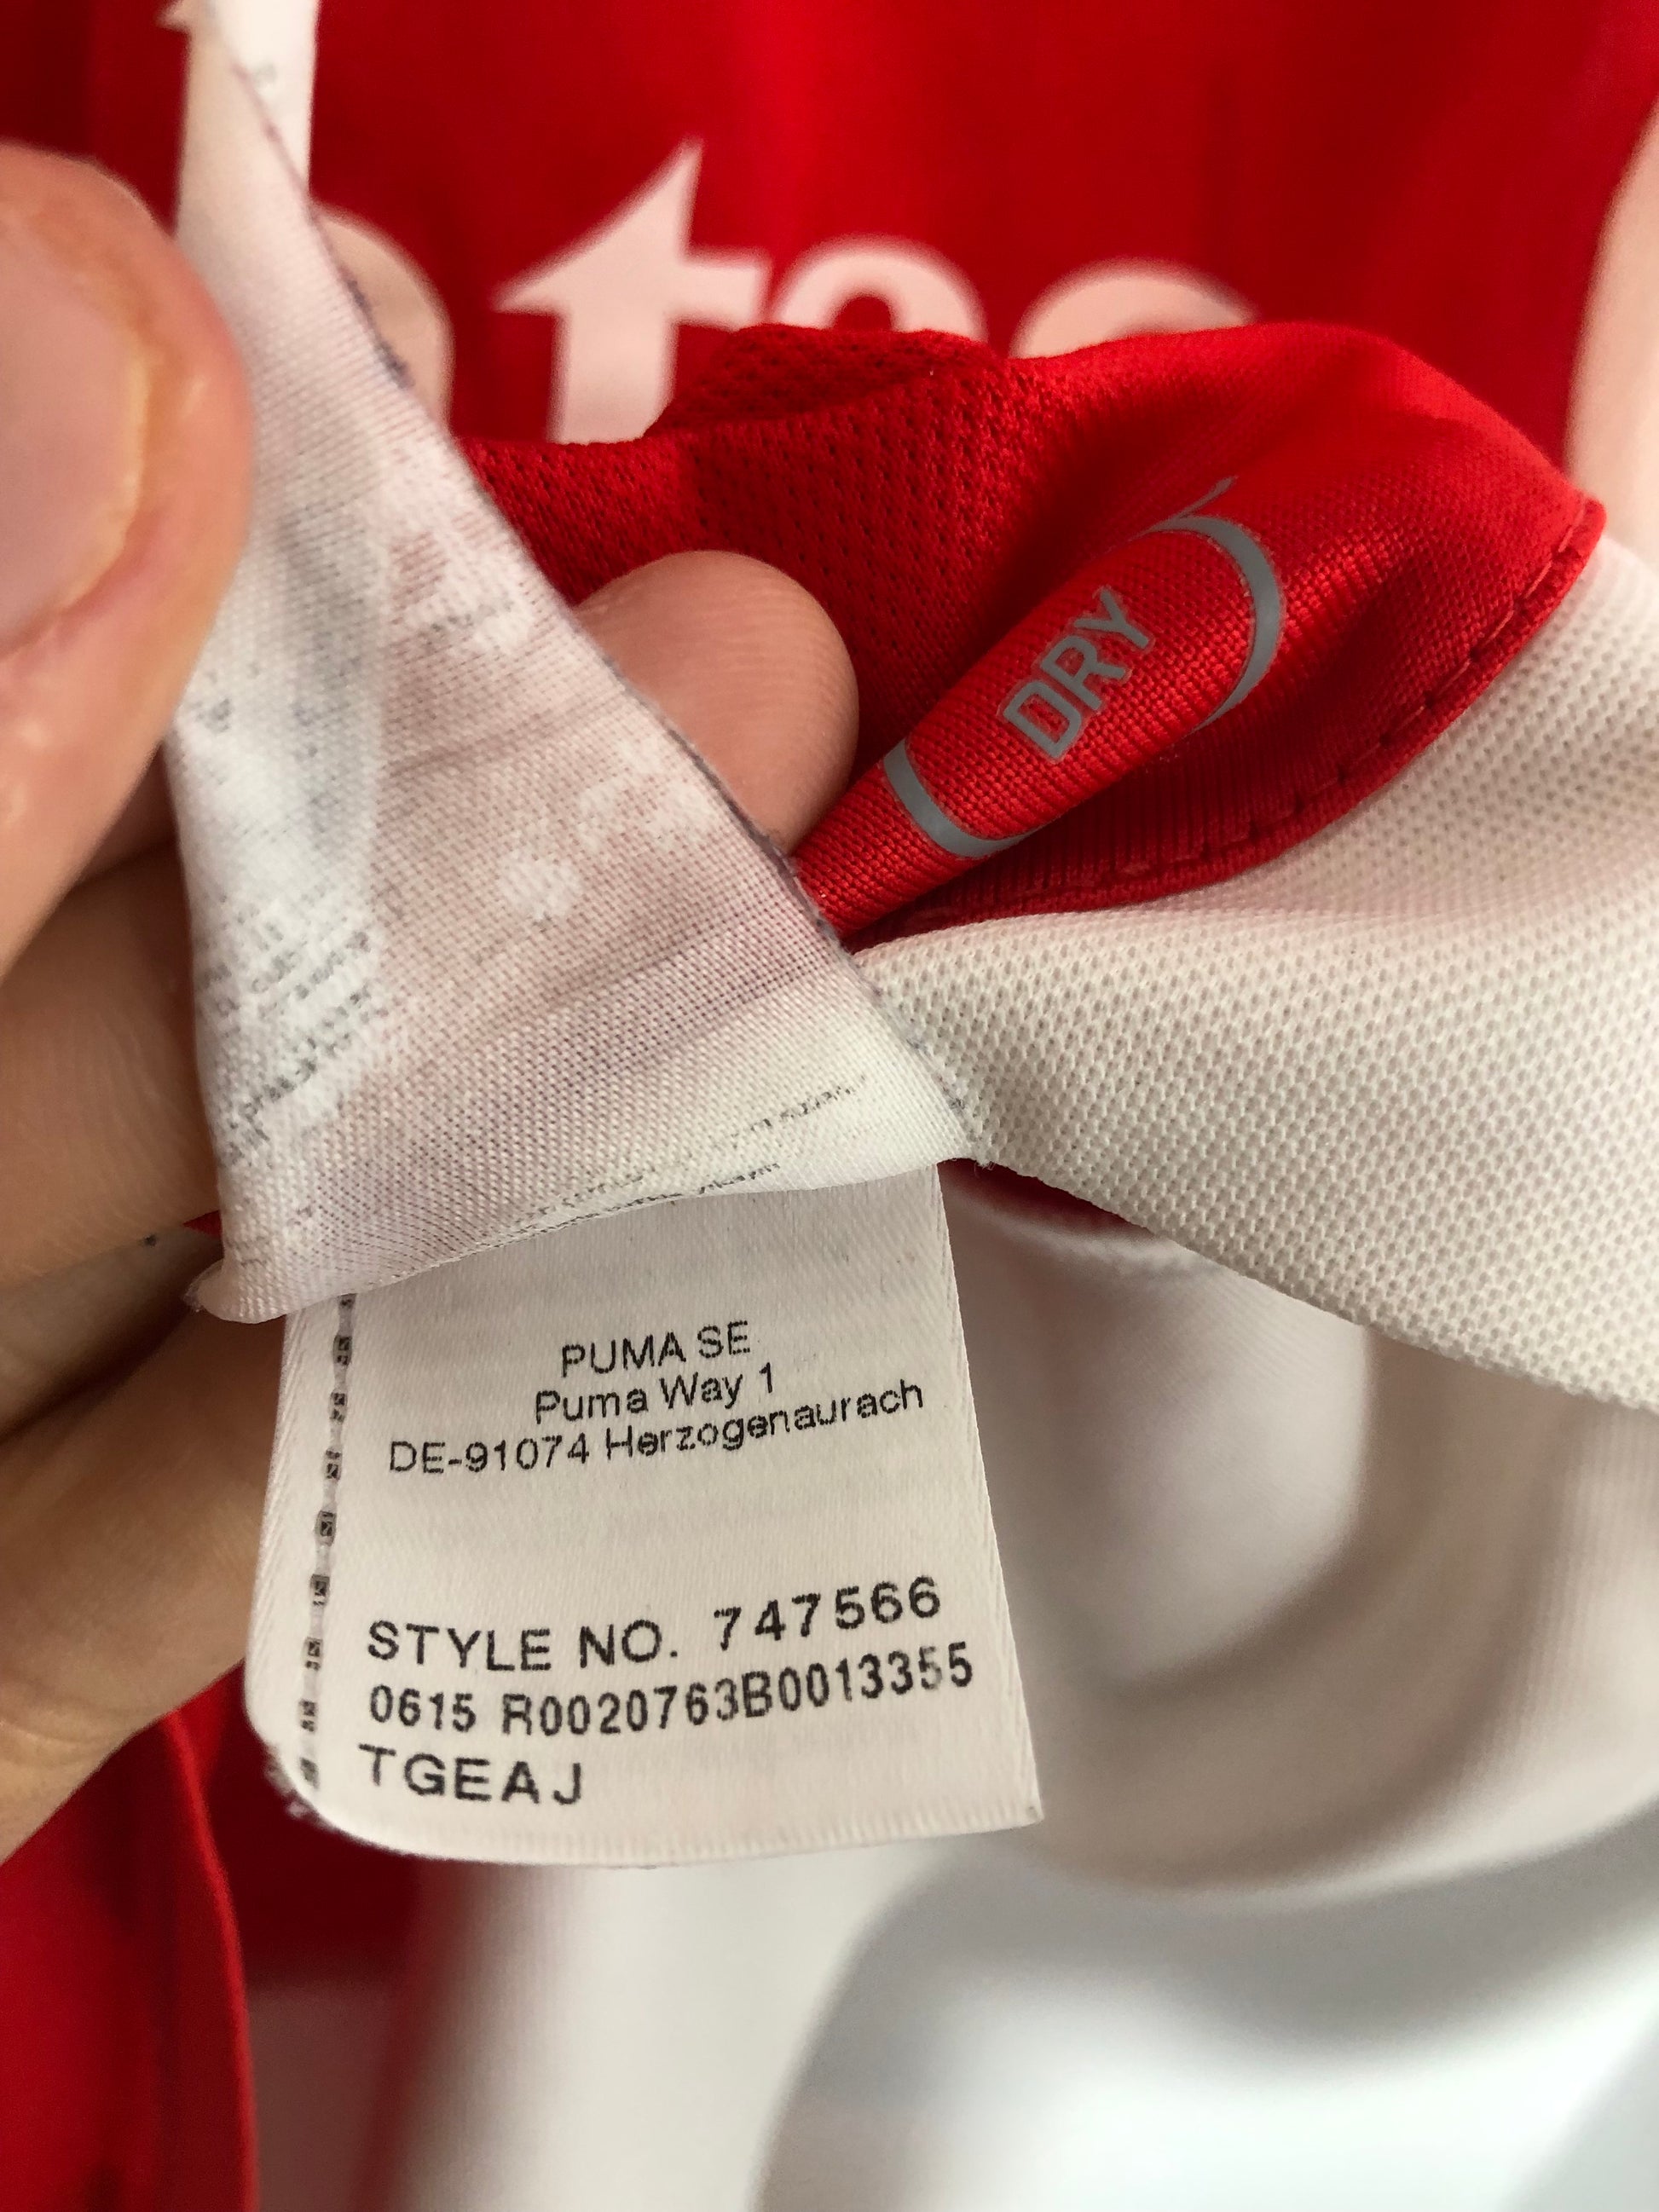 DRY
PUMA SE
Puma Way 1
DE-91074 Herzogenaurach
STYLE NO. 747566
0615 R0020763B0013355
TGEAJ